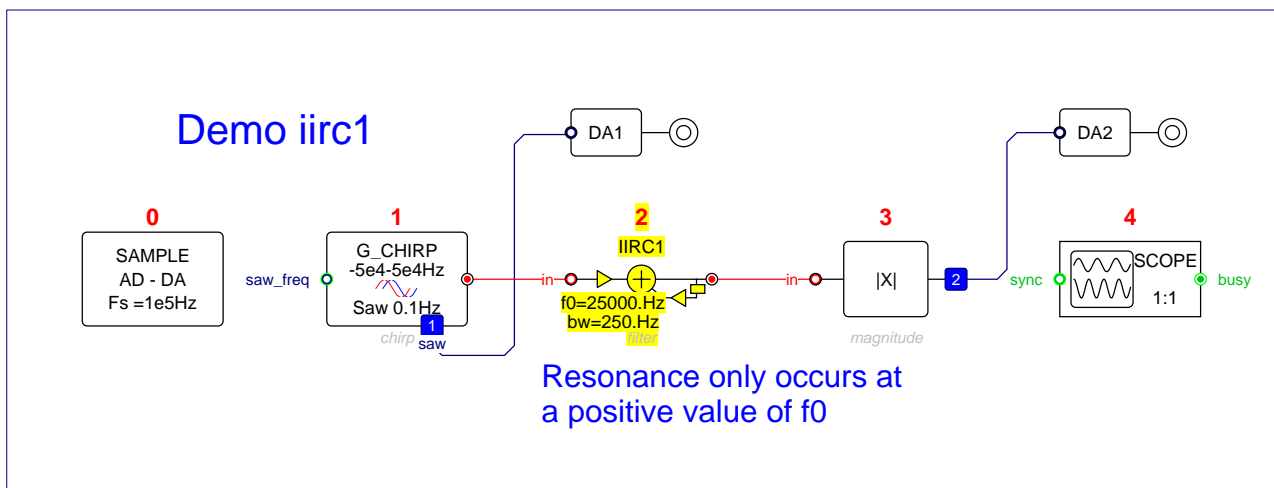 Demo iirc1
DA1
DA2
0
1
2
3
4
SAMPLE
AD - DA
Fs =1e5Hz
saw_freq
G_CHIRP
-5e4-5e4Hz
Saw 0.1Hz
1
saw
chirp
in
IIRC1
f0=25000.Hz
bw=250.Hz
filter
in
|X|
2
magnitude
sync
SCOPE
1:1
busy
Resonance only occurs at
a positive value of f0